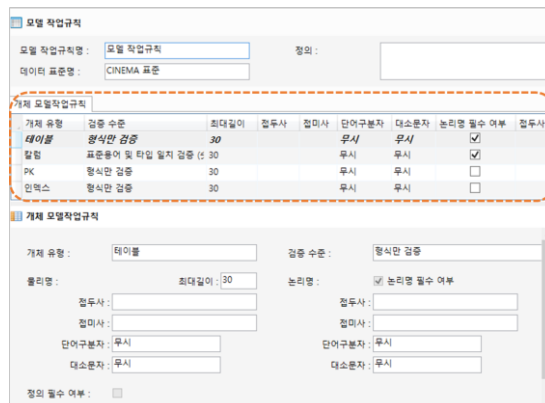 모델 작업규칙
모델 작업규칙명 : 모델 작업규칙 정의 :
데이터 표준명 : CINEMA 표준
개체 모델작업규칙
개체 유형 검증 수준 최대길이 접두사 접미사 단어구분자 대소문자 논리명 필수 여부 접두사
테이블 형식만 검증 30 무시 무시
칼럼 표준용어 및 타입 일치 검증 30 무시 무시
PK 형식만 검증 30 무시 무시
인덱스 형식만 검증 30 무시 무시
개체 모델작업규칙
개체 유형 : 테이블 검증 수준 : 형식만 검증
물리명 : 최대길이 : 30 논리명 : 논리명 필수 여부
접두사 : 접두사 :
접미사 : 접미사 :
단어구분자 : 무시 단어구분자 : 무시
대소문자 : 무시 대소문자 : 무시
정의 필수 여부 :